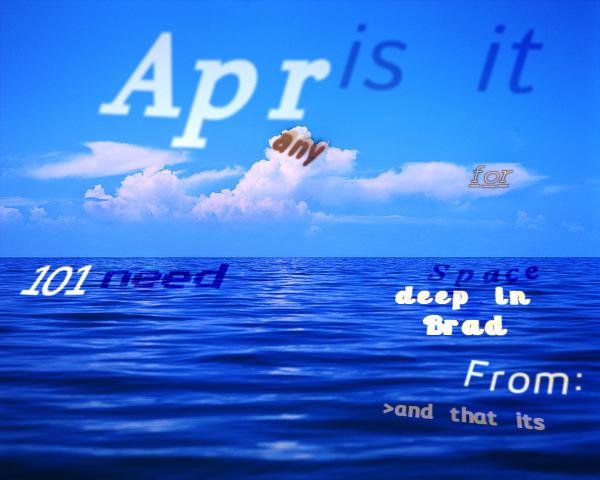 Apr
is it
any
for
101
need
Space
deep in
Brad
From:
>and that its